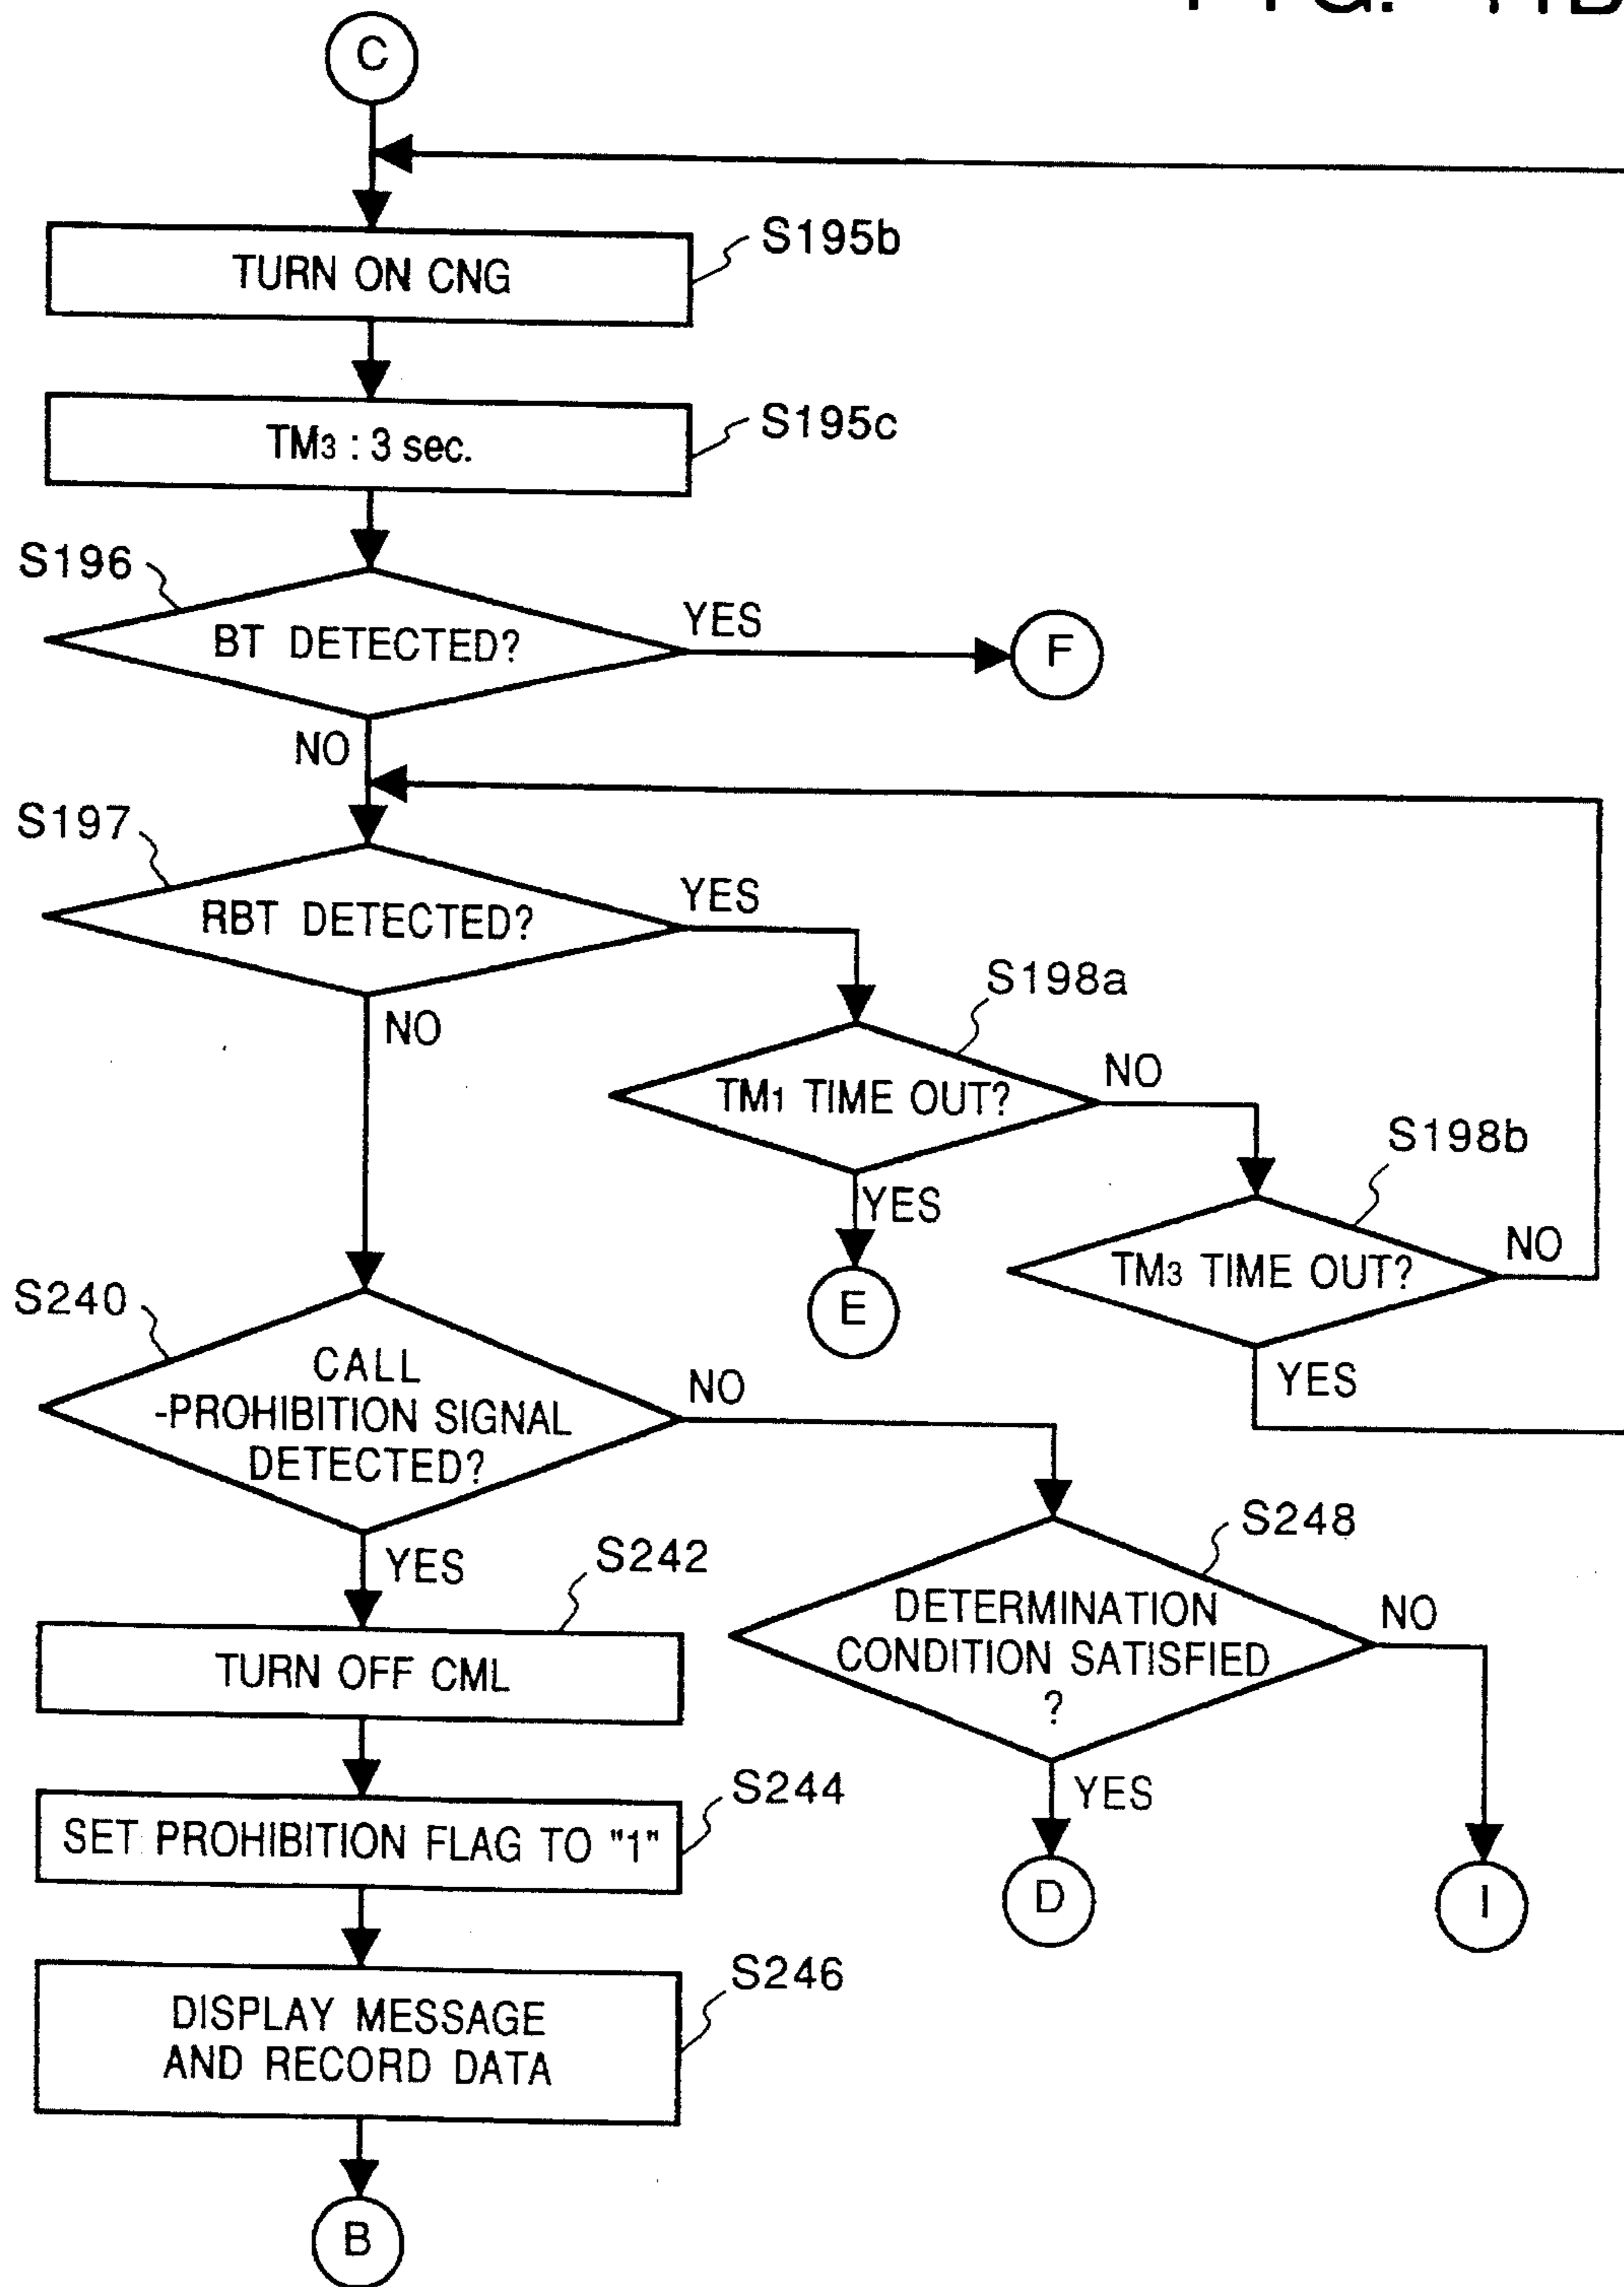 C
TURN ON CNG
S195b
TM3 : 3 sec.
S195c
S196
BT DETECTED?
YES
F
NO
S197
RBT DETECTED?
YES
NO
S198a
TM1 TIME OUT?
NO
YES
E
S198b
TM3 TIME OUT?
NO
YES
S240
CALL
-PROHIBITION SIGNAL
DETECTED?
NO
YES
S242
TURN OFF CML
S248
DETERMINATION
CONDITION SATISFIED
?
NO
YES
D
I
S244
SET PROHIBITION FLAG TO "1"
S246
DISPLAY MESSAGE
AND RECORD DATA
B